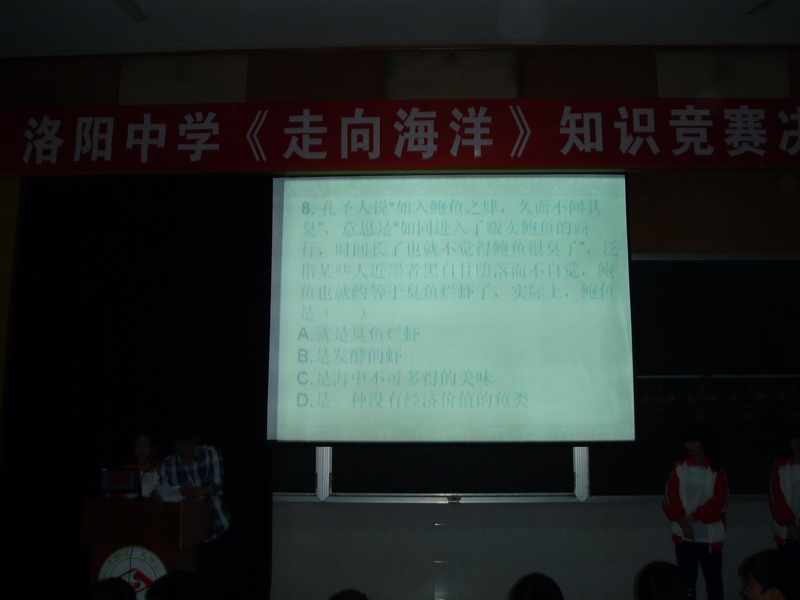 洛阳中学《走向海洋》知识竞赛决
8. 孔圣人说“如入鲍鱼之肆，久而不闻其
臭”，意思是“如同进入了贩卖鲍鱼的商
行，时间长了也就不觉得鲍鱼很臭了”，泛
指某些人近墨者黑自甘堕落而不自觉，鲍
鱼也就约等于臭鱼烂虾了，实际上，鲍鱼
是（ ）
A.就是臭鱼烂虾
B.是发酵的虾
C.是海中不可多得的美味
D.是一种没有经济价值的鱼类